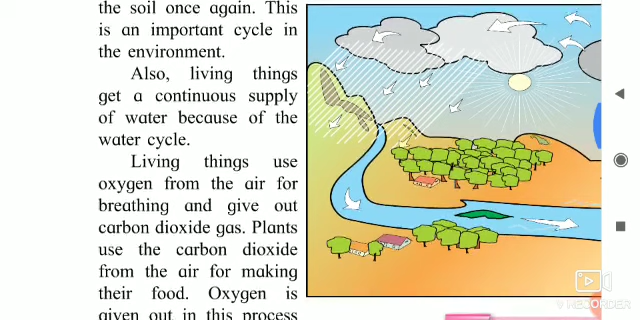 the soil once again. This
is an important cycle in
the environment.
Also, living things
get a continuous supply
of water because of the
water cycle.
Living things use
oxygen from the air for
breathing and give out
carbon dioxide gas. Plants
use the carbon dioxide
from the air for making
their food. Oxygen is
given out in this process
RECORDER